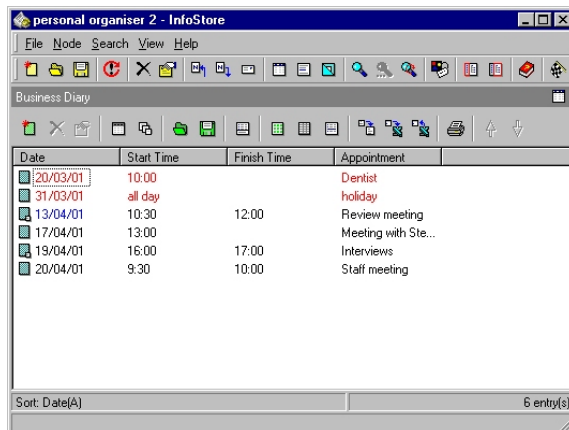 personal organiser 2 - InfoStore
File Node Search View Help
Business Diary
Date Start Time Finish Time Appointment
20/03/01 10:00 Dentist
31/03/01 all day holiday
13/04/01 10:30 12:00 Review meeting
17/04/01 13:00 Meeting with Ste...
19/04/01 16:00 17:00 Interviews
20/04/01 9:30 10:00 Staff meeting
Sort: Date(A) 6 entry(s)